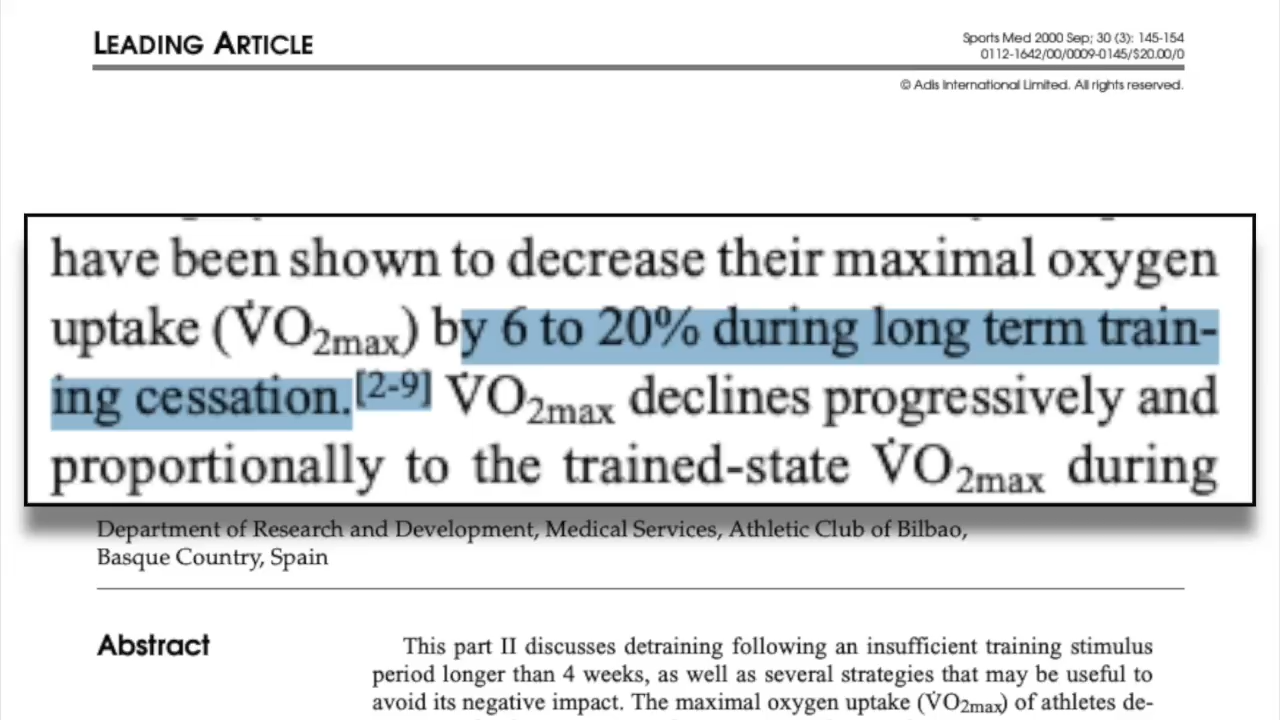 LEADING ARTICLE
Sports Med 2000 Sep; 30 (3): 145-154
0112-1642/00/0009-0145/$20.00/0
© Adis International Limited. All rights reserved.
have been shown to decrease their maximal oxygen
uptake (V̇O2max) by 6 to 20% during long term train-
ing cessation.[2-9] V̇O2max declines progressively and
proportionally to the trained-state V̇O2max during
Department of Research and Development, Medical Services, Athletic Club of Bilbao,
Basque Country, Spain
Abstract
This part II discusses detraining following an insufficient training stimulus
period longer than 4 weeks, as well as several strategies that may be useful to
avoid its negative impact. The maximal oxygen uptake (V̇O2max) of athletes de-